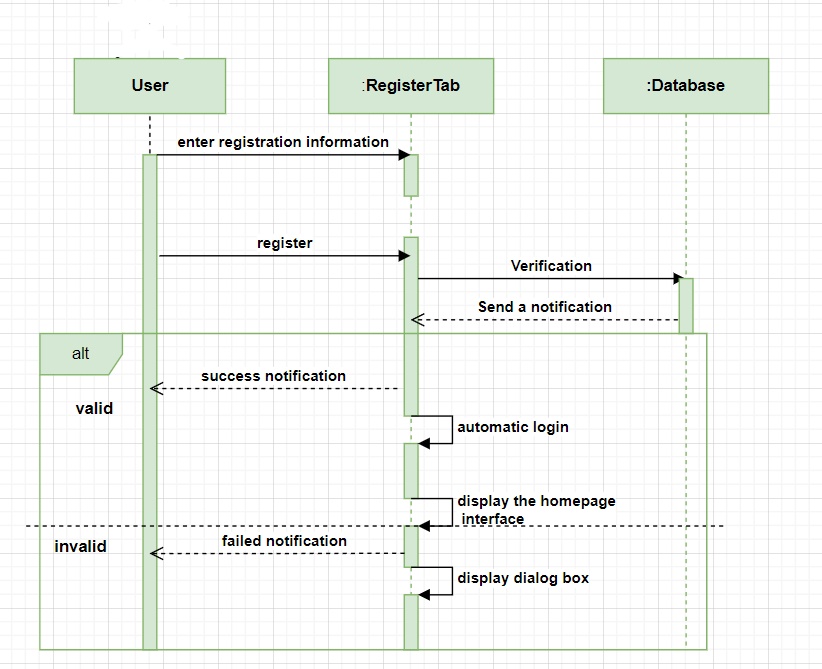 User
:RegisterTab
:Database
enter registration information
register
Verification
Send a notification
alt
success notification
valid
automatic login
display the homepage
interface
invalid
failed notification
display dialog box